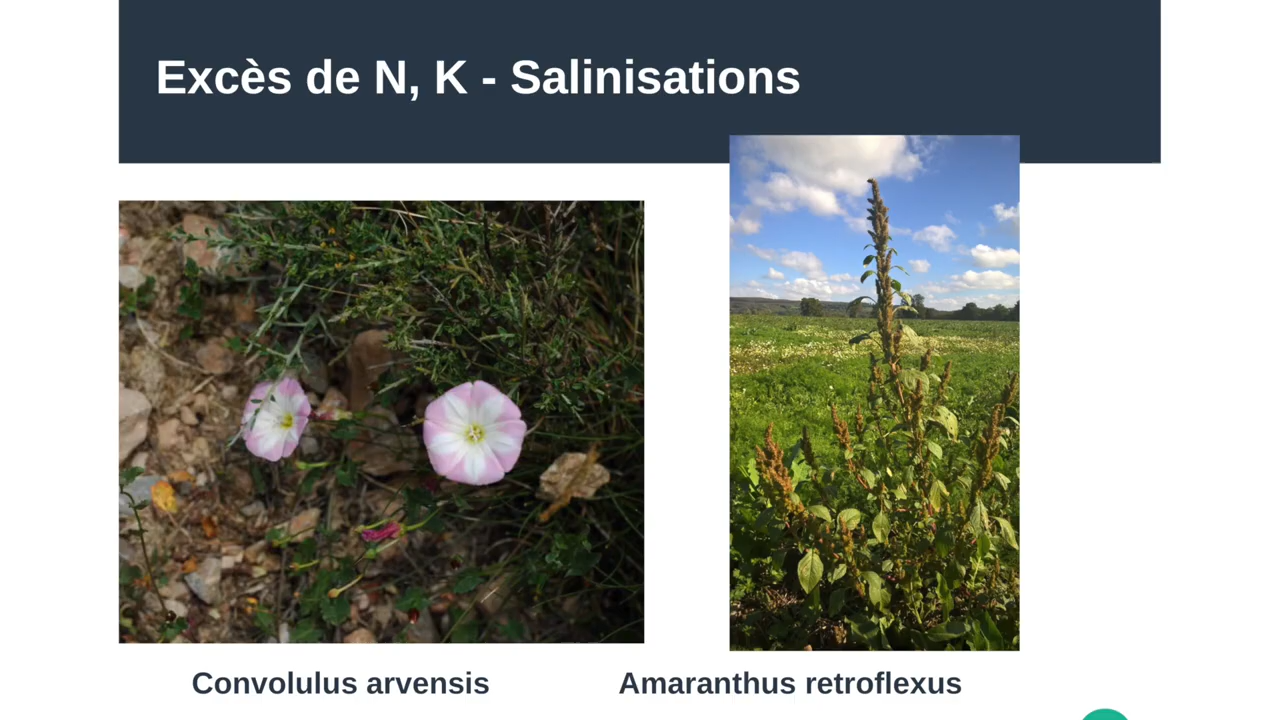 Excès de N, K - Salinisations
Convolulus arvensis
Amaranthus retroflexus